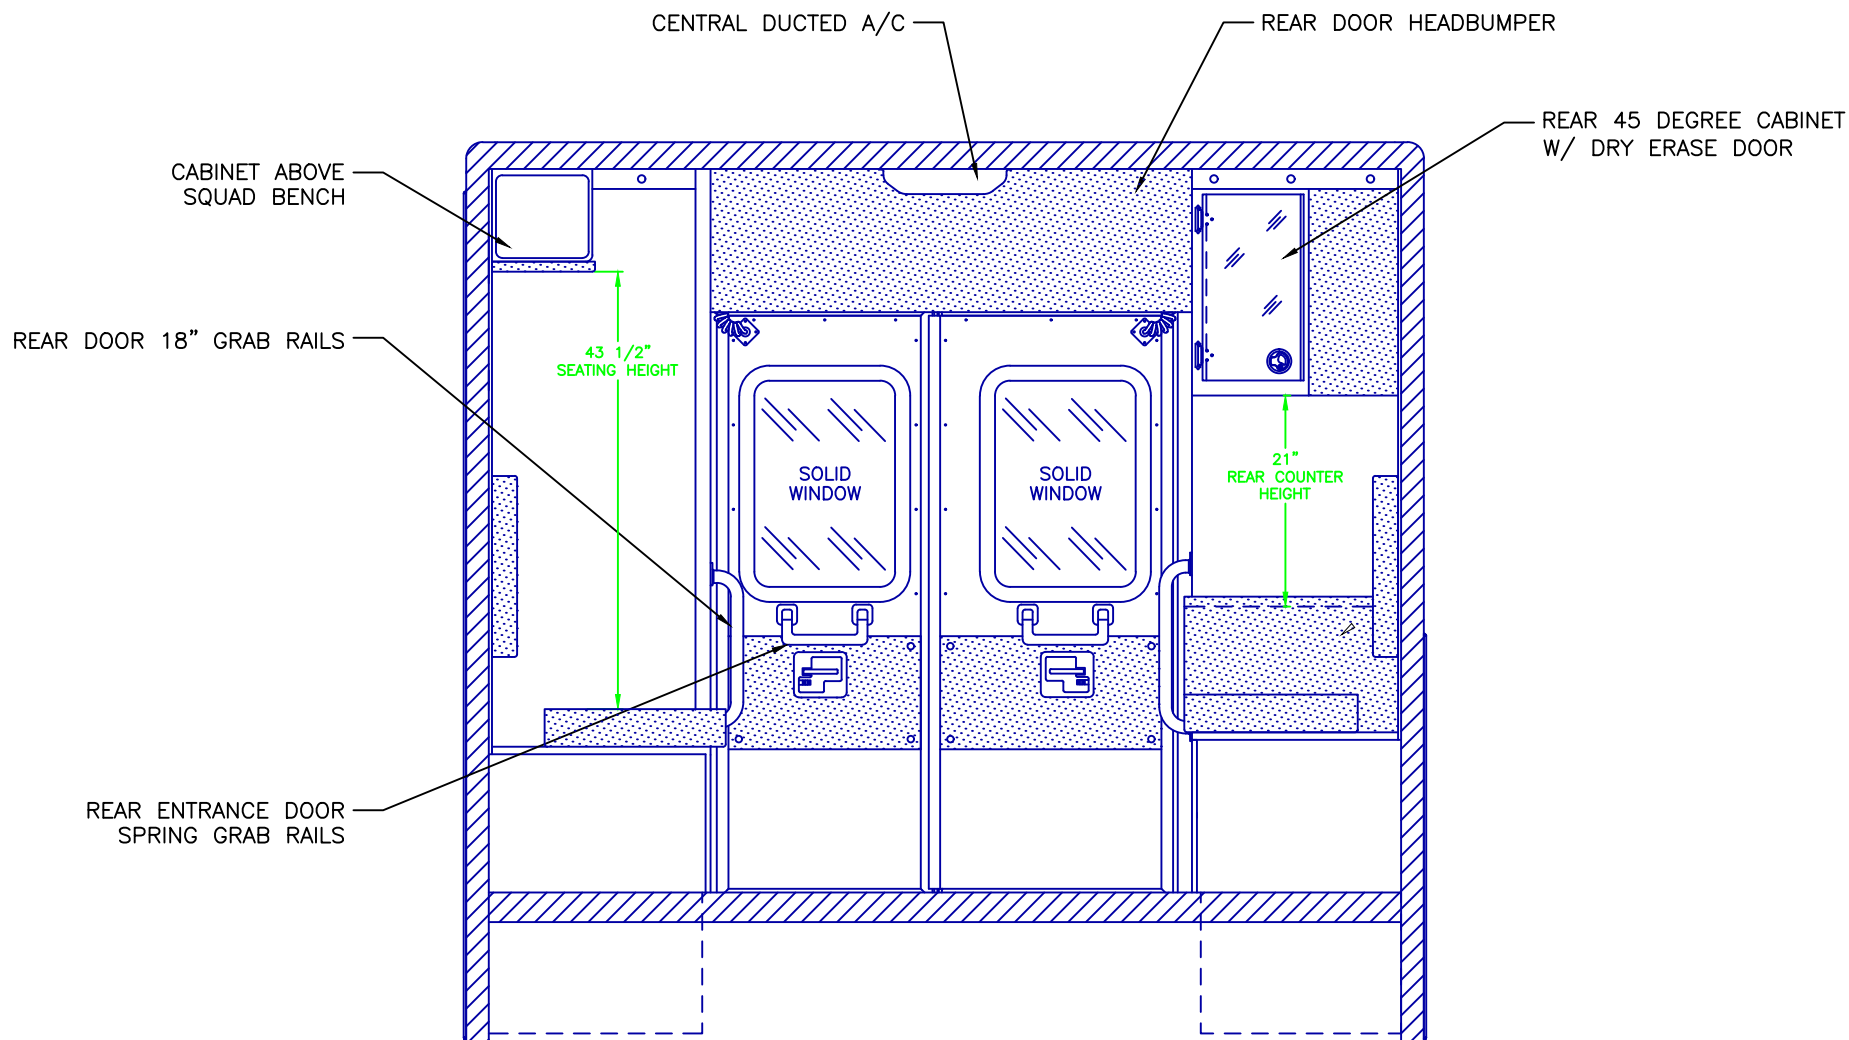 CENTRAL DUCTED A/C
REAR DOOR HEADBUMPER
REAR 45 DEGREE CABINET
W/ DRY ERASE DOOR
CABINET ABOVE
SQUAD BENCH
REAR DOOR 18" GRAB RAILS
43 1/2"
SEATING HEIGHT
SOLID
WINDOW
SOLID
WINDOW
21"
REAR COUNTER
HEIGHT
REAR ENTRANCE DOOR
SPRING GRAB RAILS